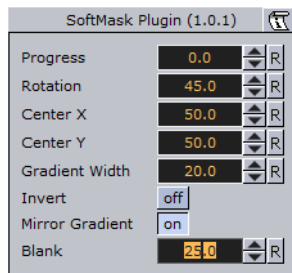 SoftMask Plugin (1.0.1)
Progress 0.0 R
Rotation 45.0 R
Center X 50.0 R
Center Y 50.0 R
Gradient Width 20.0 R
Invert off
Mirror Gradient on
Blank 25.0 R